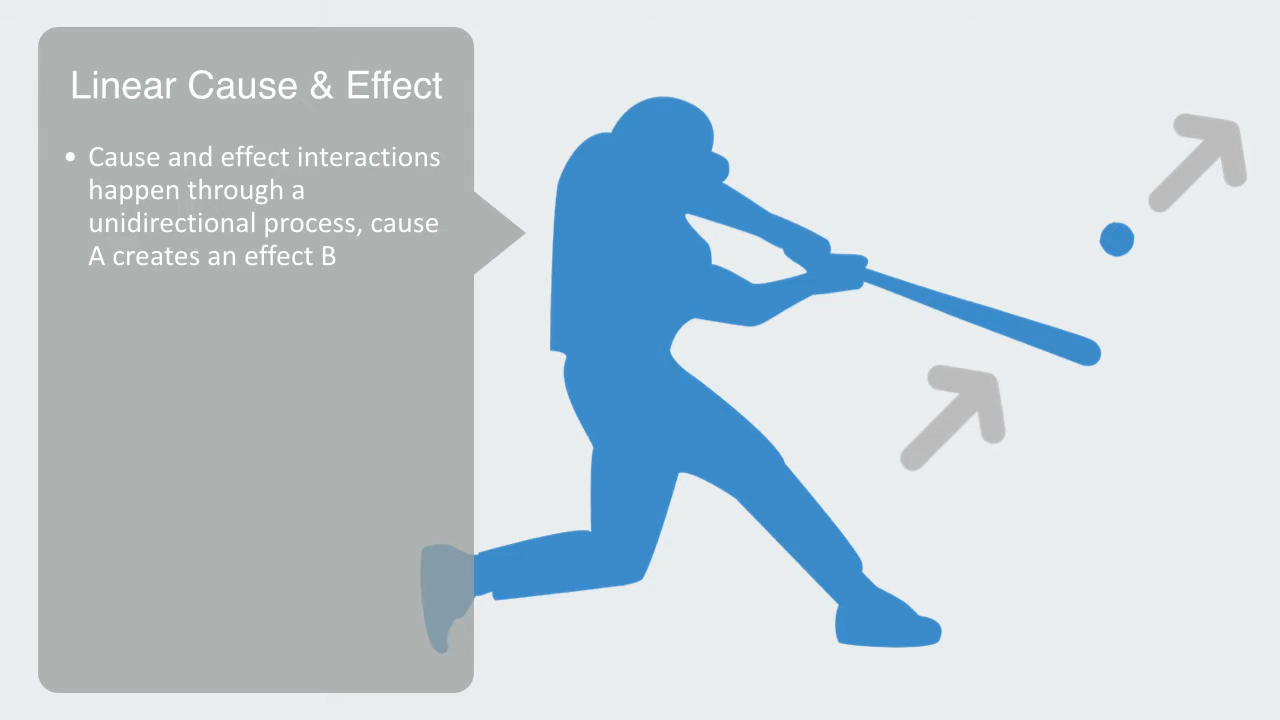 Linear Cause & Effect
• Cause and effect interactions
happen through a
unidirectional process, cause
A creates an effect B